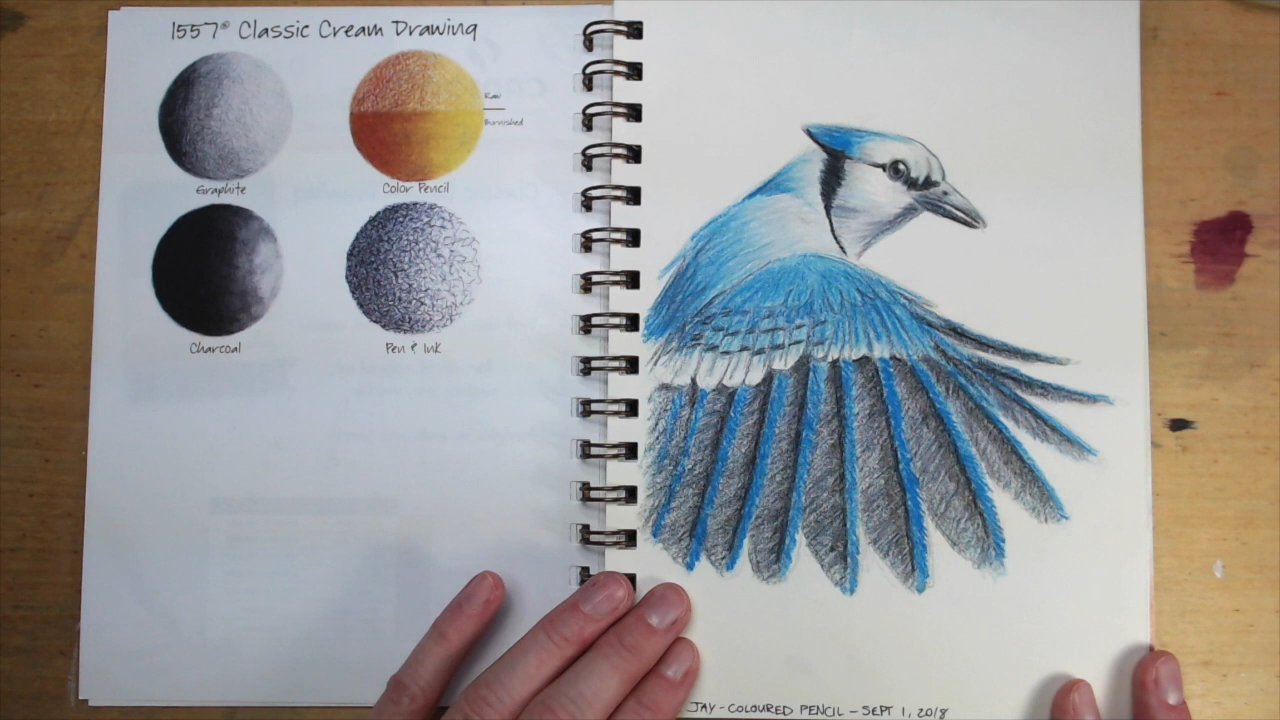 1557® Classic Cream Drawing
Raw
Burnished
Graphite
Color Pencil
Charcoal
Pen & Ink
JAY - COLOURED PENCIL - SEPT 1, 2018